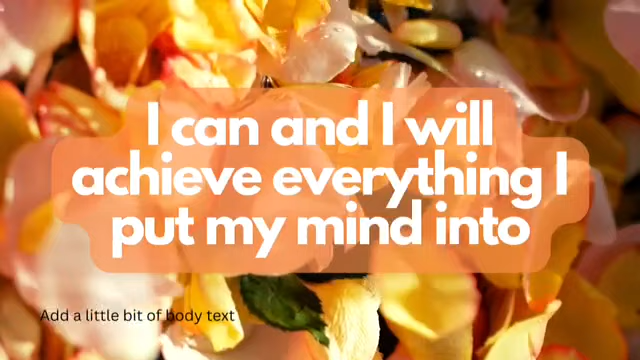 I can and I will
achieve everything I
put my mind into
Add a little bit of body text